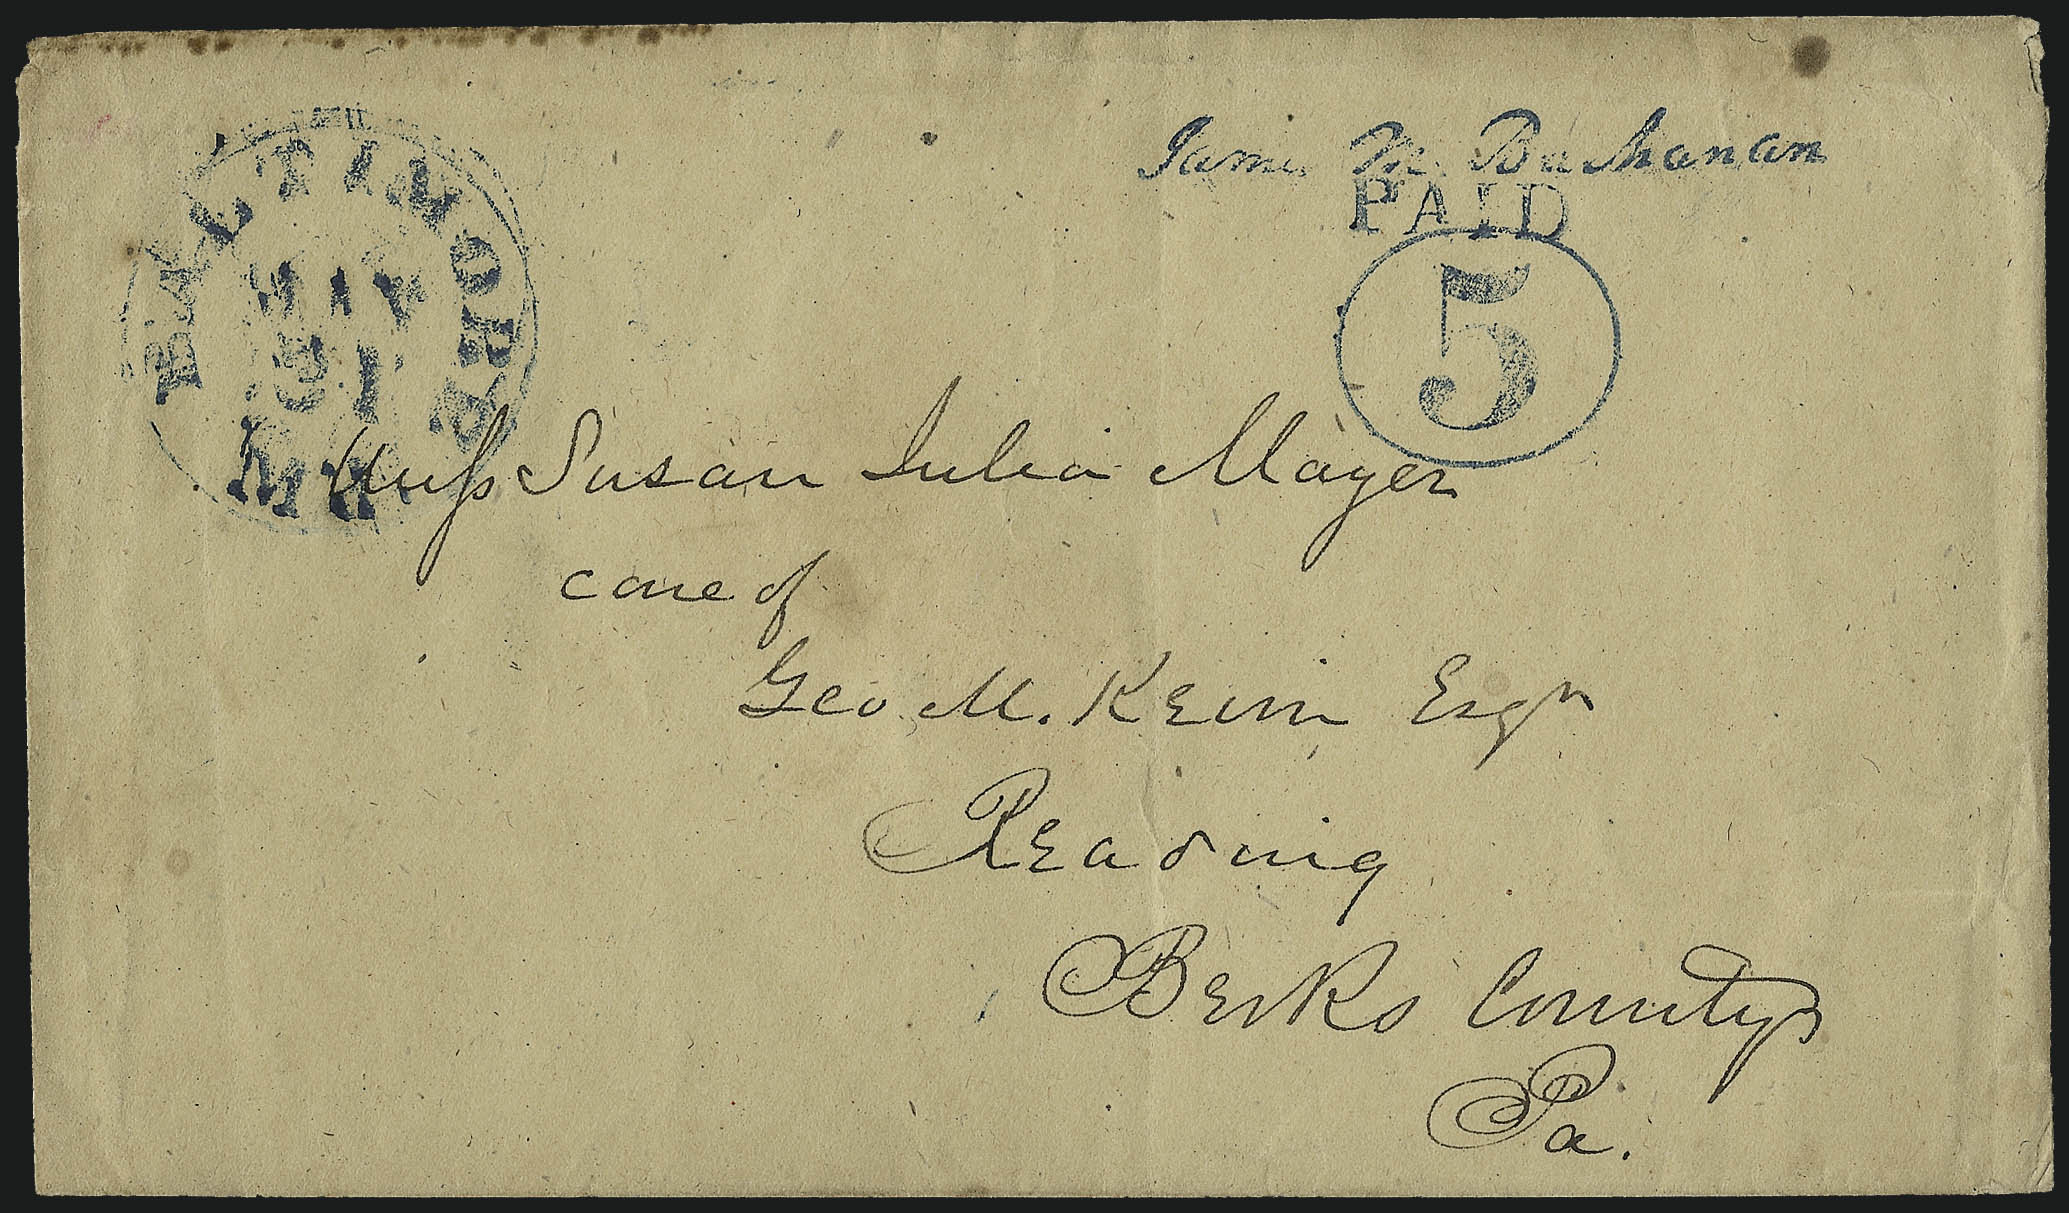 BALTIMORE
MAY
31
Md.
James M. Buchanan
PAID
5
Miss Susan Julia Mayer
care of
Geo. M. Keim Esqr
Reading
Berks County
Pa.